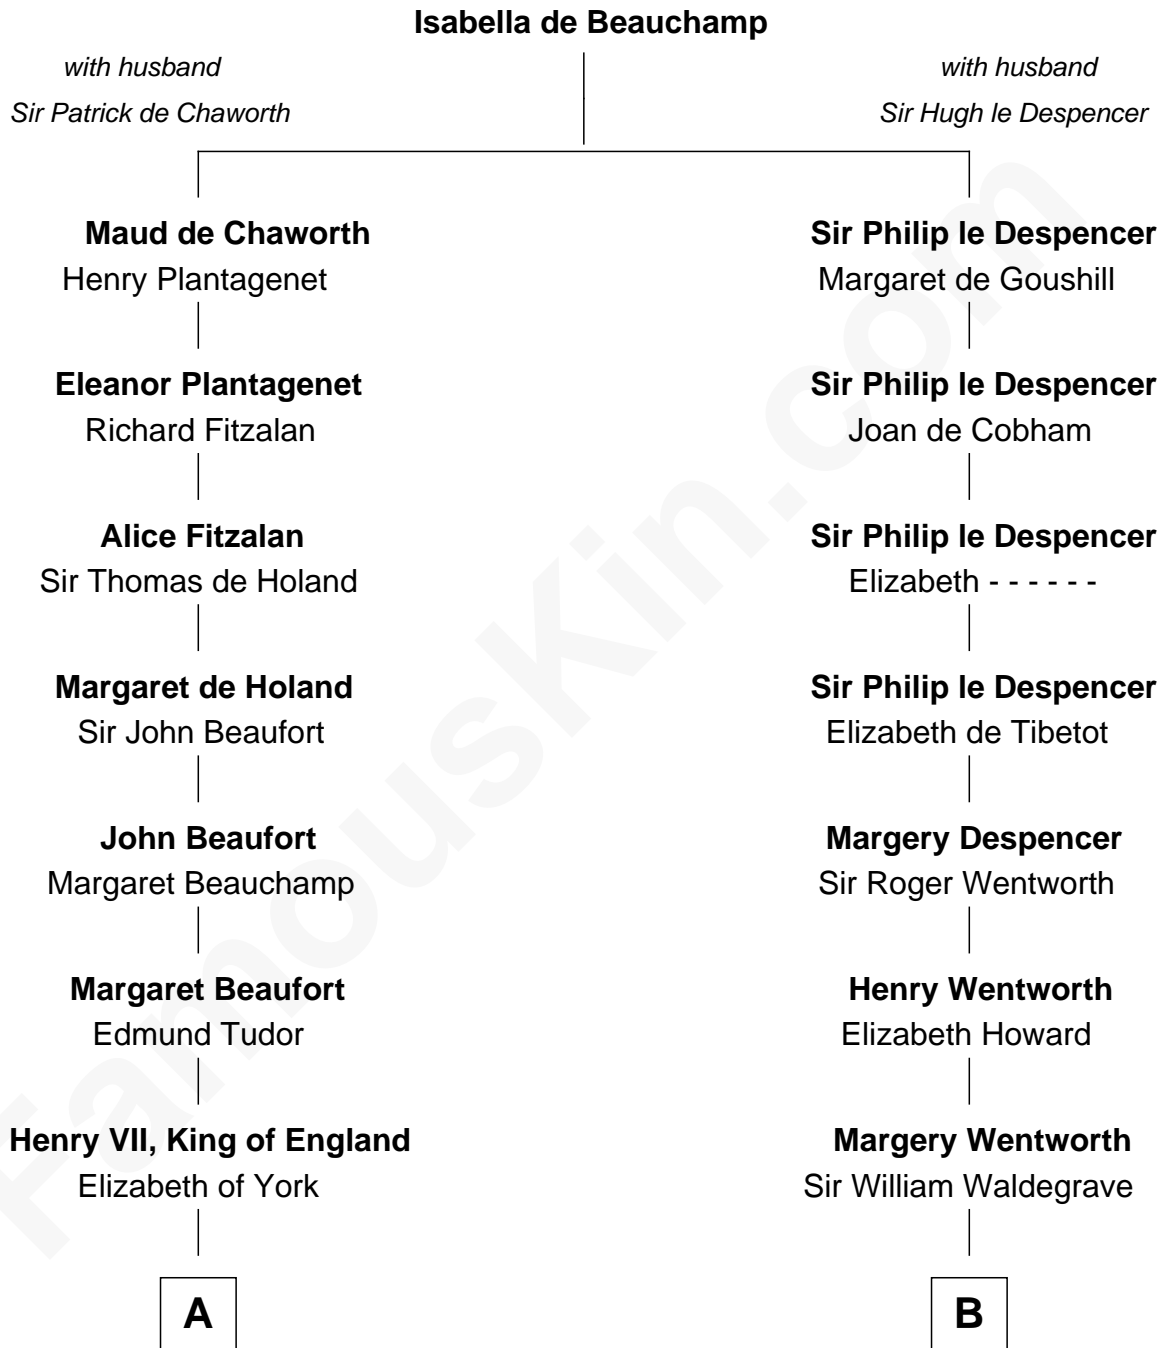 Isabella de Beauchamp
with husband
Sir Patrick de Chaworth
with husband
Sir Hugh le Despencer
Maud de Chaworth
Henry Plantagenet
Sir Philip le Despencer
Margaret de Goushill
Eleanor Plantagenet
Richard Fitzalan
Sir Philip le Despencer
Joan de Cobham
Alice Fitzalan
Sir Thomas de Holand
Sir Philip le Despencer
Elizabeth - - - - - -
Margaret de Holand
Sir John Beaufort
Sir Philip le Despencer
Elizabeth de Tibetot
John Beaufort
Margaret Beauchamp
Margery Despencer
Sir Roger Wentworth
Margaret Beaufort
Edmund Tudor
Henry Wentworth
Elizabeth Howard
Henry VII, King of England
Elizabeth of York
Margery Wentworth
Sir William Waldegrave
A
B
FamousKin.com